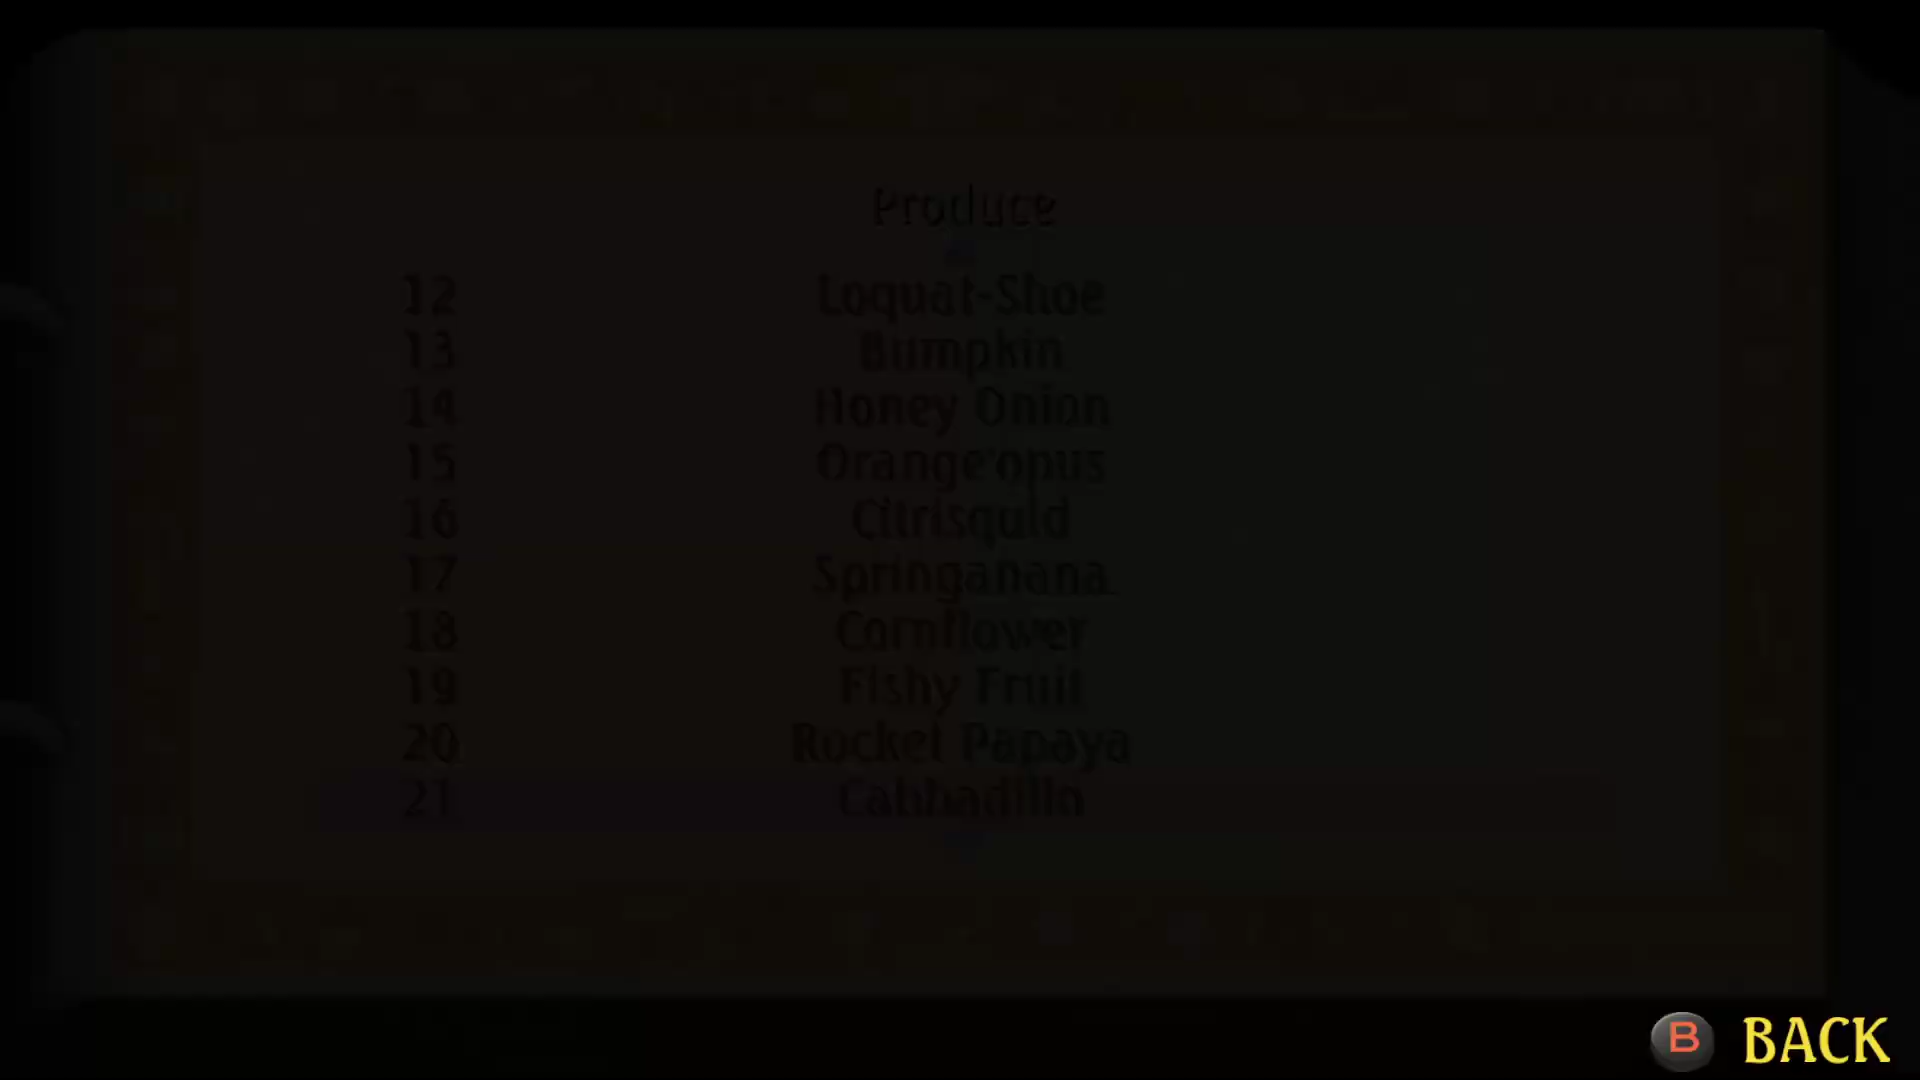 Produce
12 Loquat-Shoe
13 Bumpkin
14 Honey Onion
15 Orange'opus
16 Citrisquid
17 Springanana
18 Cornflower
19 Fishy Fruit
20 Rocket Papaya
21 Cabbadillo
B BACK